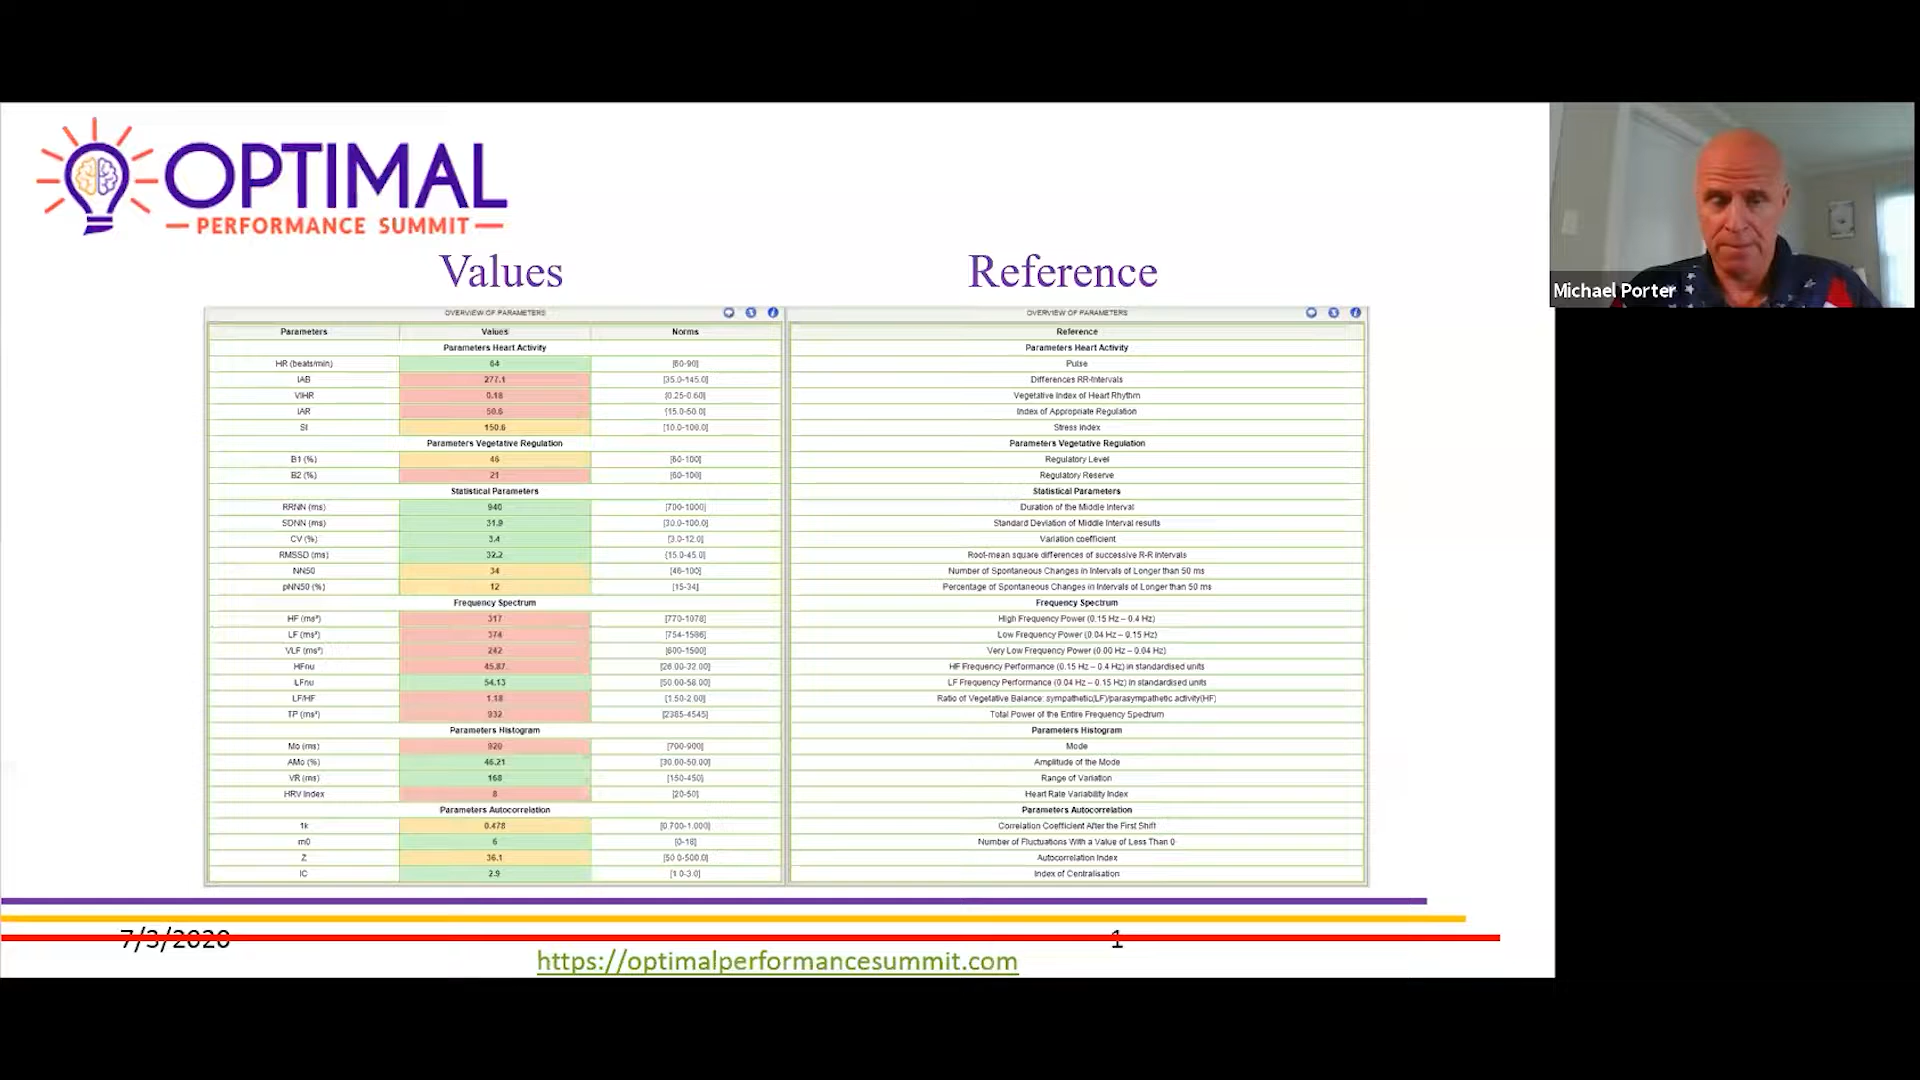 OPTIMAL
PERFORMANCE SUMMIT
Michael Porter
Values Reference
OVERVIEW OF PARAMETERS OVERVIEW OF PARAMETERS
Parameters Values Norms Reference
Parameters Heart Activity Parameters Heart Activity
HR (beats/min) 64 [60-90] Pulse
IAB 277.1 [35.0-145.0] Differences RR-Intervals
VIHR 0.18 [0.25-0.60] Vegetative Index of Heart Rhythm
IAR 50.6 [15.0-50.0] Index of Appropriate Regulation
SI 150.6 [10.0-100.0] Stress Index
Parameters Vegetative Regulation Parameters Vegetative Regulation
B1 (%) 46 [60-100] Regulatory Level
B2 (%) 21 [60-100] Regulatory Reserve
Statistical Parameters Statistical Parameters
RRNN (ms) 940 [700-1000] Duration of the Middle Interval
SDNN (ms) 31.9 [30.0-100.0] Standard Deviation of Middle Interval results
CV (%) 3.4 [3.0-12.0] Variation coefficient
RMSSD (ms) 32.2 [15.0-45.0] Root-mean square differences of successive R-R Intervals
NN50 34 [46-100] Number of Spontaneous Changes in Intervals of Longer than 50 ms
pNN50 (%) 12 [15-34] Percentage of Spontaneous Changes in Intervals of Longer than 50 ms
Frequency Spectrum Frequency Spectrum
HF (ms²) 317 [770-1078] High Frequency Power (0.15 Hz – 0.4 Hz)
LF (ms²) 374 [754-1586] Low Frequency Power (0.04 Hz – 0.15 Hz)
VLF (ms²) 242 [600-1500] Very Low Frequency Power (0.00 Hz – 0.04 Hz)
HFnu 45.87 [26.00-32.00] HF Frequency Performance (0.15 Hz – 0.4 Hz) in standardised units
LFnu 54.13 [50.00-58.00] LF Frequency Performance (0.04 Hz – 0.15 Hz) in standardised units
LF/HF 1.18 [1.50-2.00] Ratio of Vegetative Balance: sympathetic(LF)/parasympathetic activity(HF)
TP (ms²) 932 [2385-4545] Total Power of the Entire Frequency Spectrum
Parameters Histogram Parameters Histogram
Mo (ms) 920 [700-900] Mode
AMo (%) 46.21 [30.00-50.00] Amplitude of the Mode
VR (ms) 168 [150-450] Range of Variation
HRV Index 8 [20-50] Heart Rate Variability Index
Parameters Autocorrelation Parameters Autocorrelation
1k 0.478 [0.700-1.000] Correlation Coefficient After the First Shift
m0 6 [0-18] Number of Fluctuations With a Value of Less Than 0
Z 36.1 [50.0-500.0] Autocorrelation Index
IC 2.9 [1.0-3.0] Index of Centralisation
7/3/2020 1
https://optimalperformancesummit.com